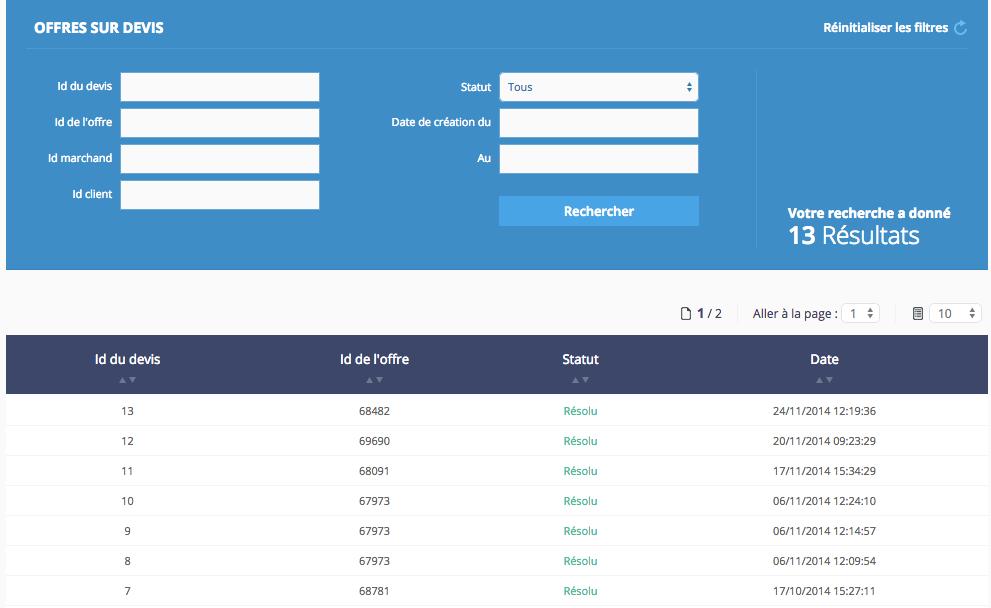 OFFRES SUR DEVIS
Réinitialiser les filtres
Id du devis
Id de l'offre
Id marchand
Id client
Statut Tous
Date de création du
Au
Rechercher
Votre recherche a donné
13 Résultats
1 / 2 Aller à la page : 1 10
Id du devis Id de l'offre Statut Date
13 68482 Résolu 24/11/2014 12:19:36
12 69690 Résolu 20/11/2014 09:23:29
11 68091 Résolu 17/11/2014 15:34:29
10 67973 Résolu 06/11/2014 12:24:10
9 67973 Résolu 06/11/2014 12:14:57
8 67973 Résolu 06/11/2014 12:09:54
7 68781 Résolu 17/10/2014 15:27:11